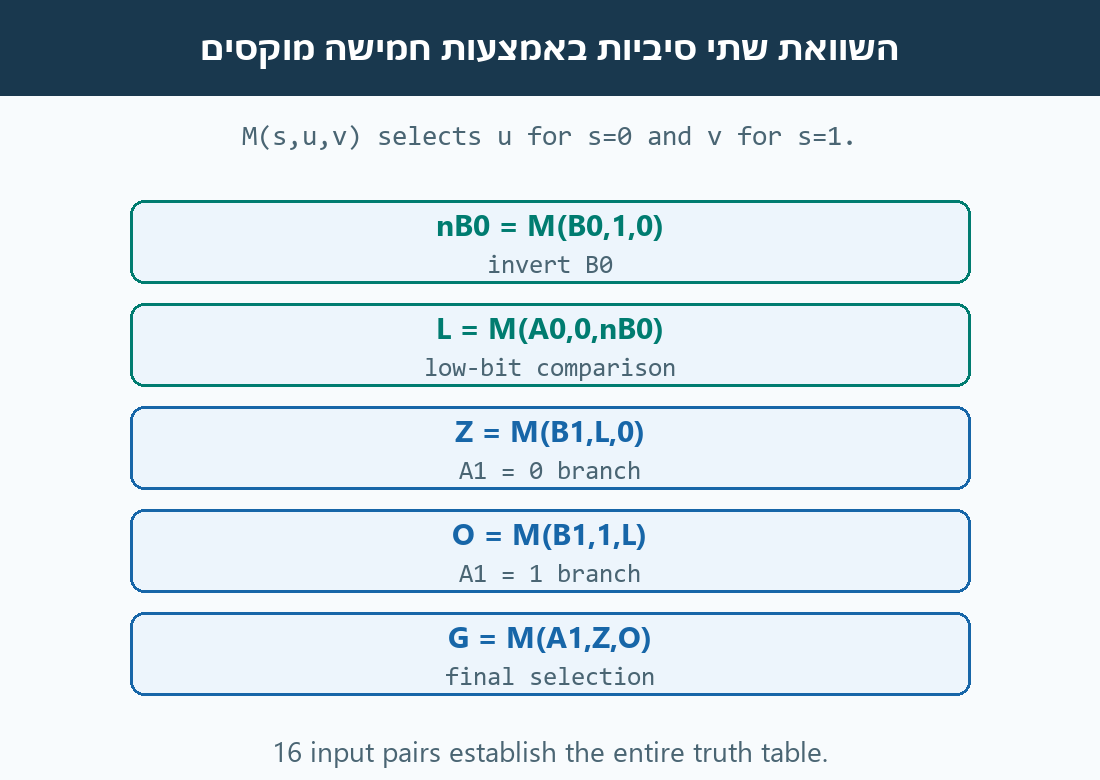 השוואת שתי סיביות באמצעות חמישה מוקסים
M(s,u,v) selects u for s=0 and v for s=1.
nB0 = M(B0,1,0)
invert B0
L = M(A0,0,nB0)
low-bit comparison
Z = M(B1,L,0)
A1 = 0 branch
O = M(B1,1,L)
A1 = 1 branch
G = M(A1,Z,O)
final selection
16 input pairs establish the entire truth table.